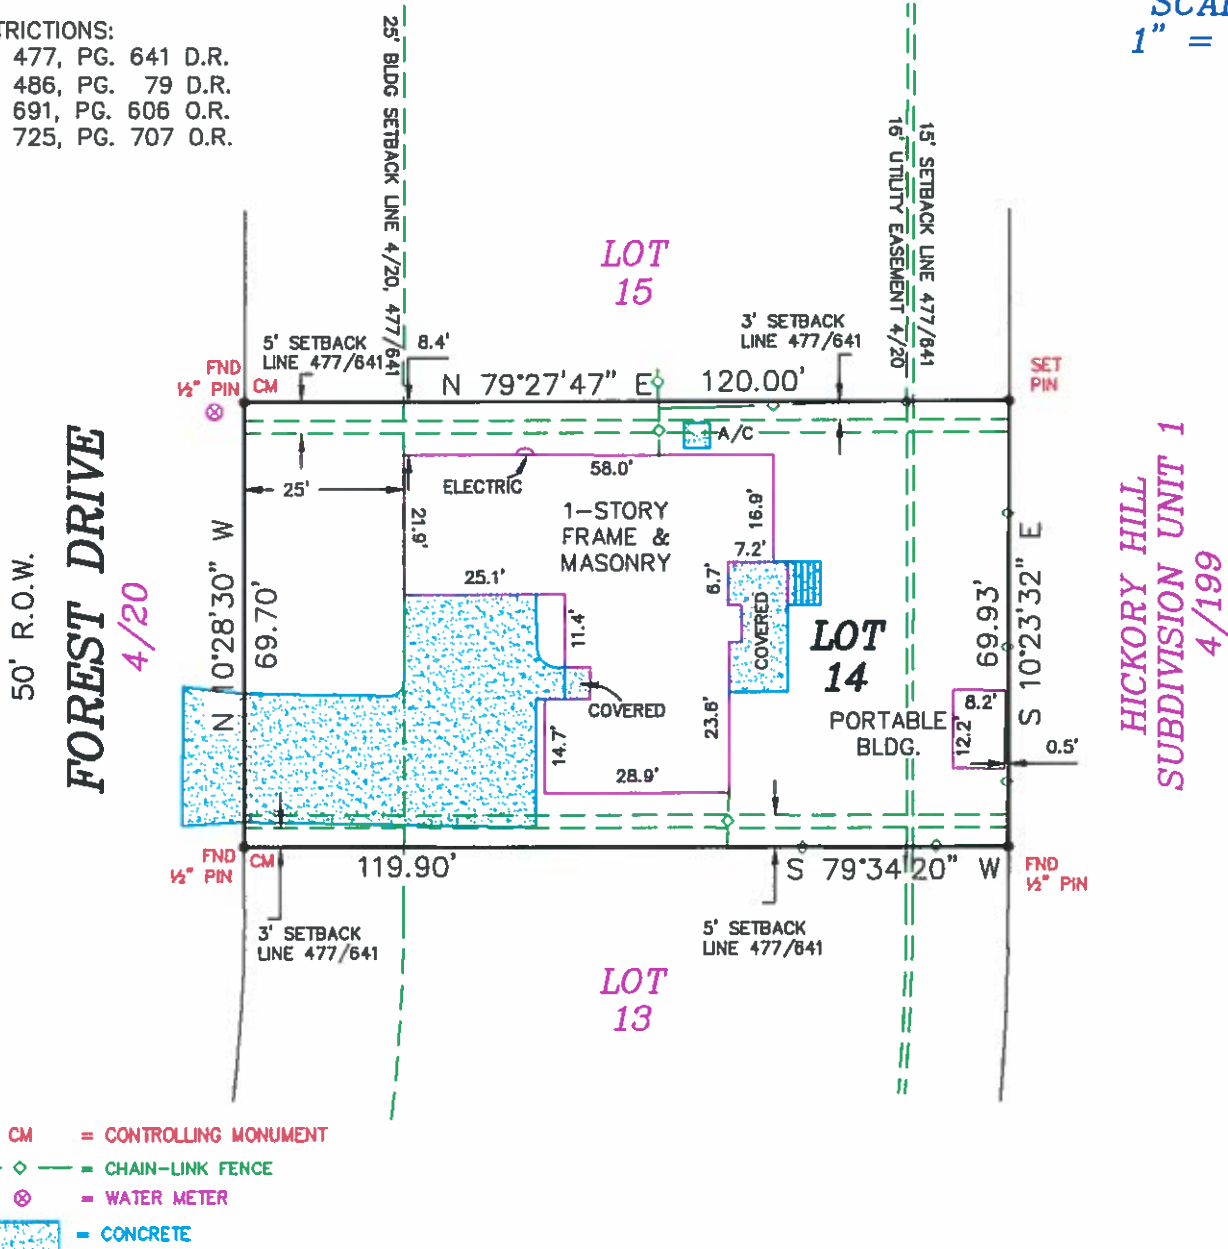 TRICTIONS:
477, PG. 641 D.R.
486, PG. 79 D.R.
691, PG. 606 O.R.
725, PG. 707 O.R.
1" =
25' BLDG SETBACK LINE 4/20, 477/641
15' SETBACK LINE 477/641
16' UTILITY EASEMENT 4/20
LOT
15
5' SETBACK
LINE 477/641
8.4'
3' SETBACK
LINE 477/641
FND
½" PIN
CM
N 79°27'47" E
120.00'
SET
PIN
A/C
58.0'
ELECTRIC
25'
21.9'
1-STORY
FRAME &
MASONRY
16.9'
7.2'
6.7'
25.1'
11.4'
COVERED
COVERED
14.7'
28.9'
23.6'
LOT
14
PORTABLE
BLDG.
8.2'
12.2'
0.5'
50' R.O.W.
FOREST DRIVE
4/20
N 10°28'30" W
69.70'
69.93'
S 10°23'32" E
HICKORY HILL
SUBDIVISION UNIT 1
4/199
FND
½" PIN
CM
119.90'
S 79°34'20" W
FND
½" PIN
3' SETBACK
LINE 477/641
5' SETBACK
LINE 477/641
LOT
13
CM = CONTROLLING MONUMENT
= CHAIN-LINK FENCE
= WATER METER
= CONCRETE